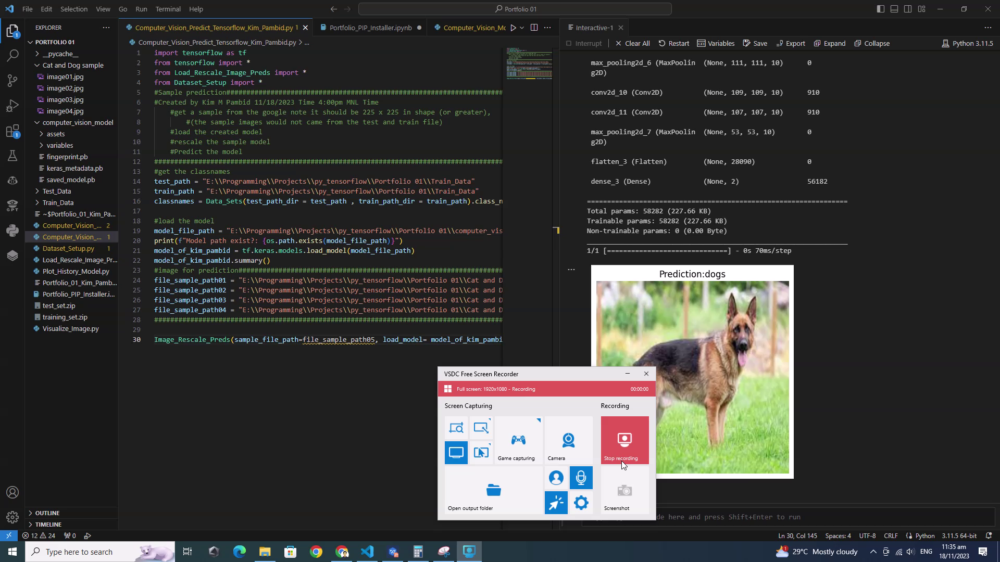 File Edit Selection View Go Run Terminal Help
Portfolio 01
EXPLORER
PORTFOLIO 01
__pycache__
Cat and Dog sample
image01.jpg
image02.jpg
image03.jpg
image04.jpg
computer_vision_model
assets
variables
fingerprint.pb
keras_metadata.pb
saved_model.pb
Test_Data
Train_Data
~$Portfolio_01_Kim_Pa...
Computer_Vision_... 2
Computer_Vision_... 1
Dataset_Setup.py 1
Load_Rescale_Image_Pr...
Plot_History_Model.py
Portfolio_01_Kim_Pamb...
Portfolio_PIP_Installer.i...
test_set.zip
training_set.zip
Visualize_Image.py
OUTLINE
TIMELINE
Computer_Vision_Predict_Tensorflow_Kim_Pambid.py 1
Portfolio_PIP_Installer.ipynb
Computer_Vision_Mc
Computer_Vision_Predict_Tensorflow_Kim_Pambid.py > ...
1 import tensorflow as tf
2 from tensorflow import *
3 from Load_Rescale_Image_Preds import *
4 from Dataset_Setup import *
5 #Sample prediction#####################################################################
6 #Created by Kim M Pambid 11/18/2023 Time 4:00pm MNL Time
7 #get a sample from the google note it should be 225 x 225 in shape (or greater),
8 #(the sample images would not came from the test and train file)
9 #load the created model
10 #rescale the sample model
11 #Predict the model
12 #######################################################################################
13 #get the classnames
14 test_path = "E:\\Programming\\Projects\\py_tensorflow\\Portfolio 01\\Train_Data"
15 train_path = "E:\\Programming\\Projects\\py_tensorflow\\Portfolio 01\\Train_Data"
16 classnames = Data_Sets(test_path_dir = test_path , train_path_dir = train_path).class_n
17
18 #load the model
19 model_file_path = "E:\\Programming\\Projects\\py_tensorflow\\Portfolio 01\\computer_vis
20 print(f"Model path exist?: {os.path.exists(model_file_path)}")
21 model_of_kim_pambid = tf.keras.models.load_model(model_file_path)
22 model_of_kim_pambid.summary()
23 #image for prediction##################################################################
24 file_sample_path01 = "E:\\Programming\\Projects\\py_tensorflow\\Portfolio 01\\Cat and D
25 file_sample_path02 = "E:\\Programming\\Projects\\py_tensorflow\\Portfolio 01\\Cat and D
26 file_sample_path03 = "E:\\Programming\\Projects\\py_tensorflow\\Portfolio 01\\Cat and D
27 file_sample_path04 = "E:\\Programming\\Projects\\py_tensorflow\\Portfolio 01\\Cat and D
28 #######################################################################################
29
30 Image_Rescale_Preds(sample_file_path=file_sample_path05, load_model= model_of_kim_pambi
Interactive-1
Interrupt Clear All Restart Variables Save Export Expand Collapse Python 3.11.5
max_pooling2d_6 (MaxPoolin (None, 111, 111, 10) 0
g2D)
conv2d_10 (Conv2D) (None, 109, 109, 10) 910
conv2d_11 (Conv2D) (None, 107, 107, 10) 910
max_pooling2d_7 (MaxPoolin (None, 53, 53, 10) 0
g2D)
flatten_3 (Flatten) (None, 28090) 0
dense_3 (Dense) (None, 2) 56182
=================================================================
Total params: 58282 (227.66 KB)
Trainable params: 58282 (227.66 KB)
Non-trainable params: 0 (0.00 Byte)
_________________________________________________________________
1/1 [==============================] - 0s 70ms/step
Prediction:dogs
de here and press Shift+Enter to run
VSDC Free Screen Recorder
Full screen: 1920x1080 - Recording 00:00:00
Screen Capturing
Recording
Game capturing
Camera
Stop recording
Open output folder
Screenshot
12 24 0
Ln 30, Col 145 Spaces: 4 UTF-8 CRLF Python 3.11.5 64-bit
Type here to search
29°C Mostly cloudy
ENG
11:35 am
18/11/2023